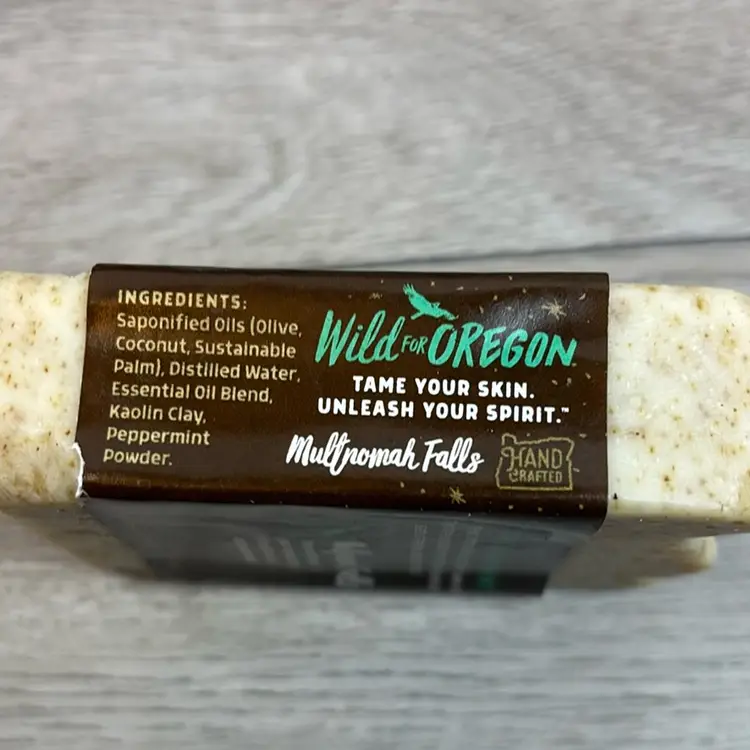 INGREDIENTS:
Saponified Oils (Olive,
Coconut, Sustainable
Palm), Distilled Water,
Essential Oil Blend,
Kaolin Clay,
Peppermint
Powder.
Wild FOR OREGON
TAME YOUR SKIN.
UNLEASH YOUR SPIRIT.™
Multnomah Falls
HAND
CRAFTED